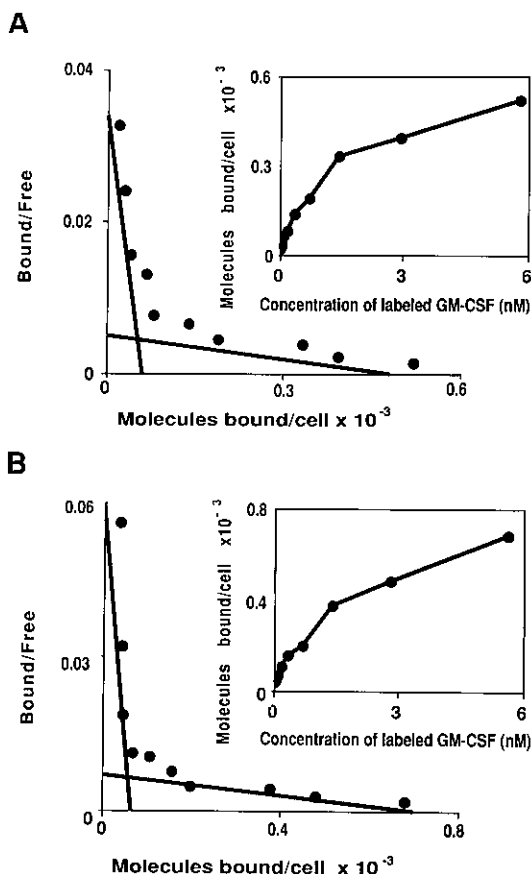 A
0.04
0.02
0
Bound/Free
0
0.3
0.6
Molecules bound/cell x 10⁻³
Molecules bound/cell x10⁻³
0.6
0.3
0
0
3
6
Concentration of labeled GM-CSF (nM)
B
0.06
0.03
0
Bound/Free
0
0.4
0.8
Molecules bound/cell x 10⁻³
Molecules bound/cell x10⁻³
0.8
0.4
0
0
3
6
Concentration of labeled GM-CSF (nM)